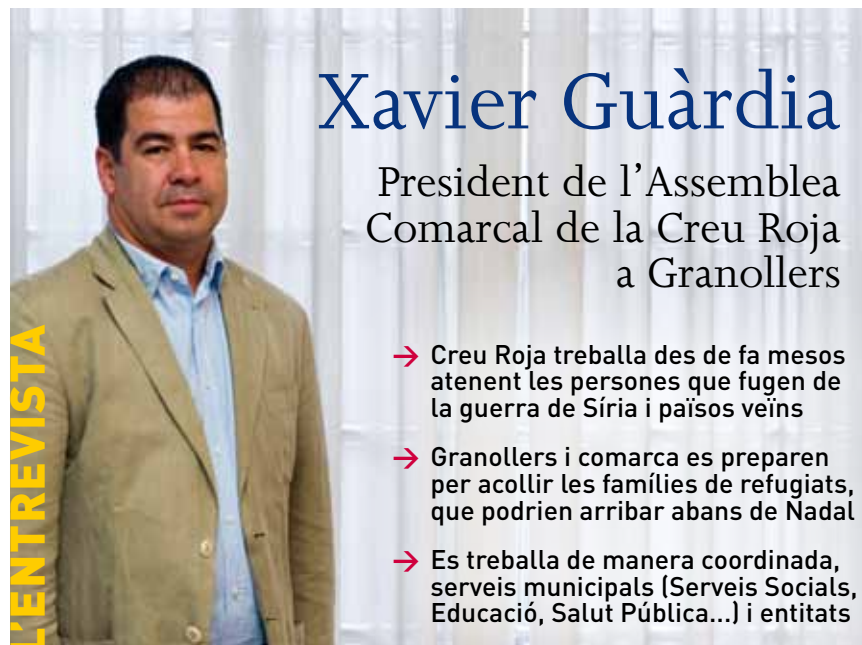 Xavier Guàrdia
President de l’Assemblea
Comarcal de la Creu Roja
a Granollers
→ Creu Roja treballa des de fa mesos
atenent les persones que fugen de
la guerra de Síria i països veïns
→ Granollers i comarca es preparen
per acollir les famílies de refugiats,
que podrien arribar abans de Nadal
→ Es treballa de manera coordinada,
serveis municipals (Serveis Socials,
Educació, Salut Pública...) i entitats
L’ENTREVISTA